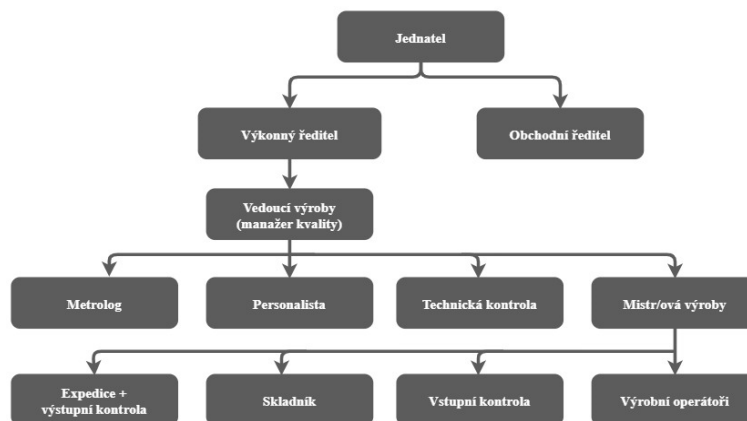 Jednatel
Výkonný ředitel
Obchodní ředitel
Vedoucí výroby
(manažer kvality)
Metrolog
Personalista
Technická kontrola
Mistr/ová výroby
Expedice +
výstupní kontrola
Skladník
Vstupní kontrola
Výrobní operátoři